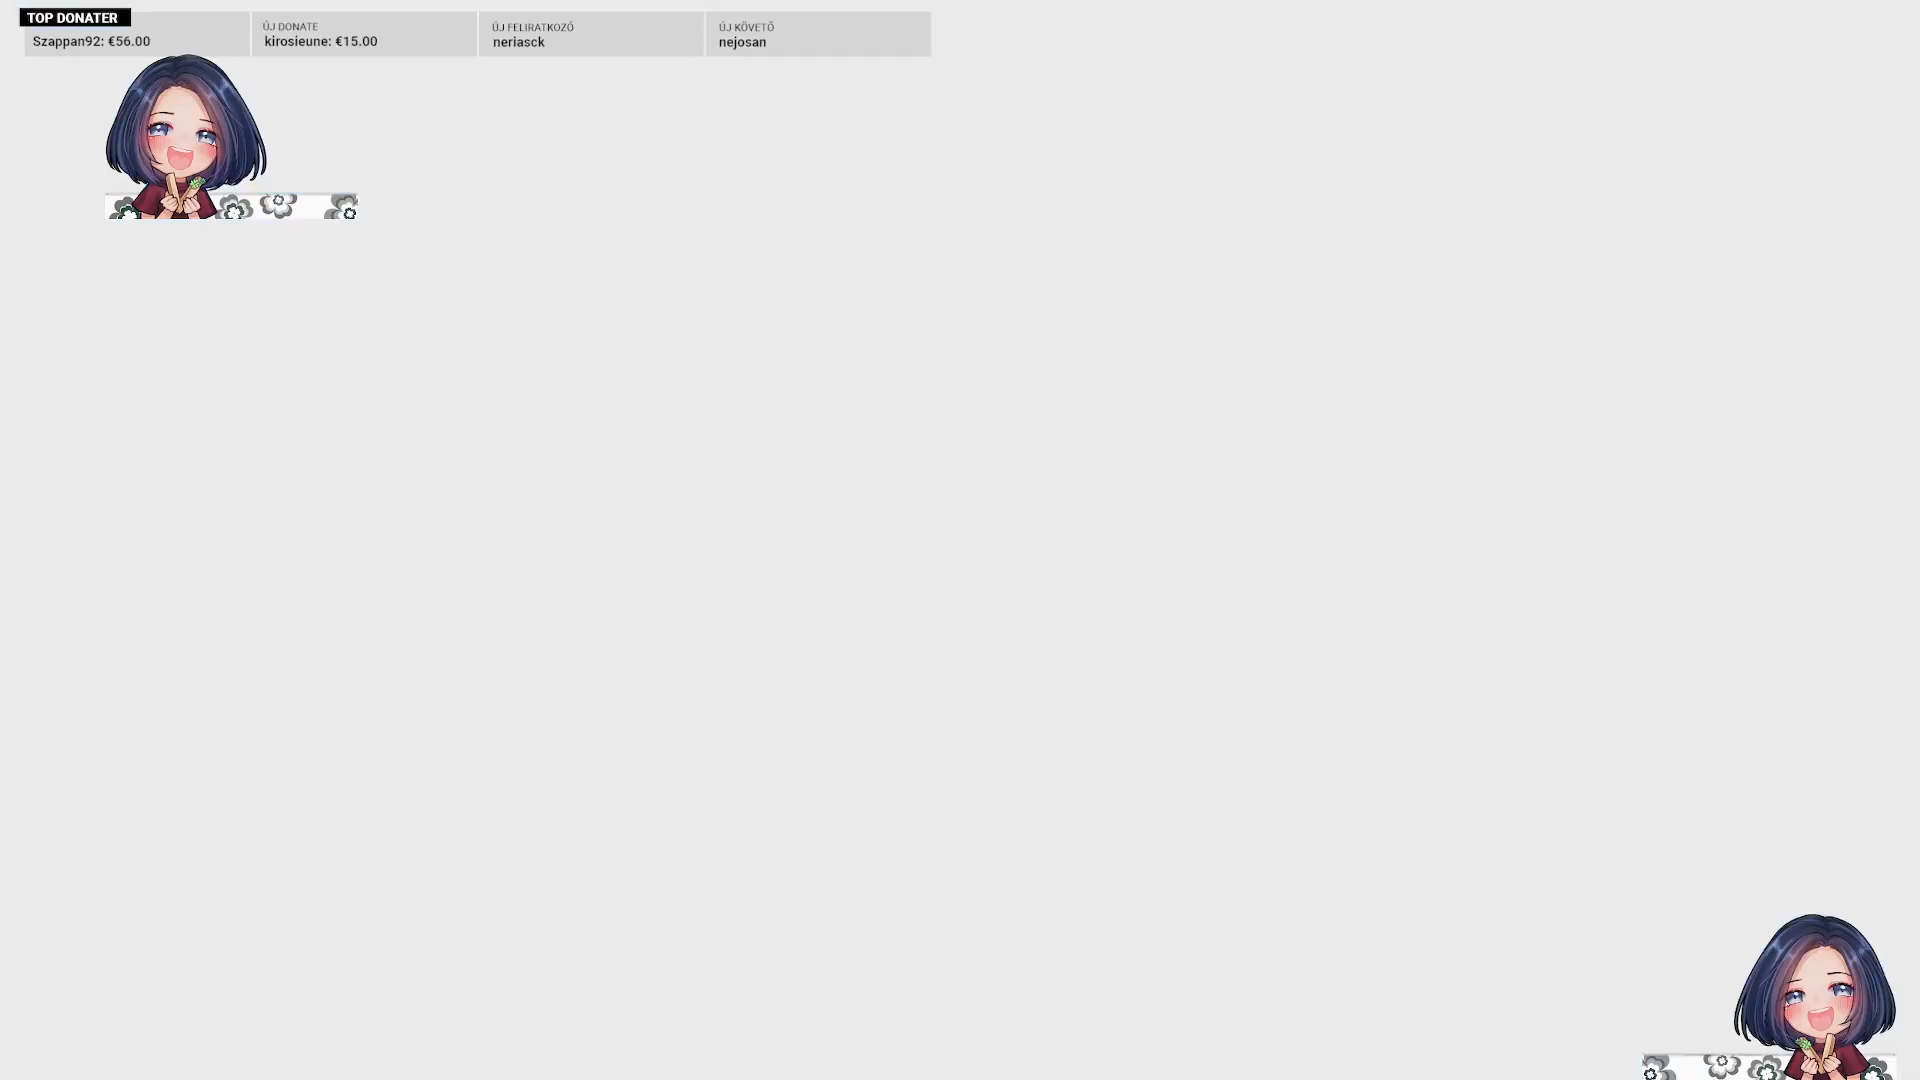 TOP DONATER
Szappan92: €56.00
ÚJ DONATE
kirosieune: €15.00
ÚJ FELIRATKOZÓ
neriasck
ÚJ KÖVETŐ
nejosan